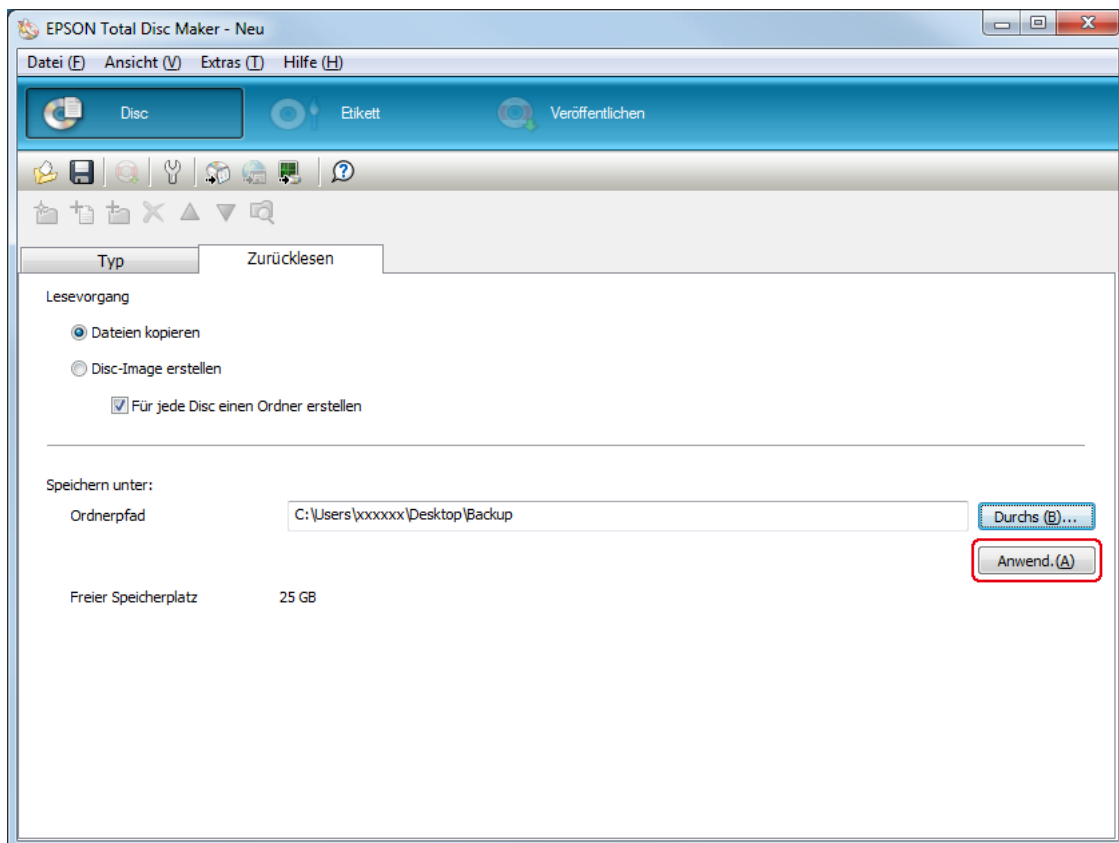 EPSON Total Disc Maker - Neu
Datei (F) Ansicht (V) Extras (T) Hilfe (H)
Disc Etikett Veröffentlichen
Typ Zurücklesen
Lesevorgang
Dateien kopieren
Disc-Image erstellen
Für jede Disc einen Ordner erstellen
Speichern unter:
Ordnerpfad C:\Users\xxxxxx\Desktop\Backup Durchs (B)...
Anwend.(A)
Freier Speicherplatz 25 GB